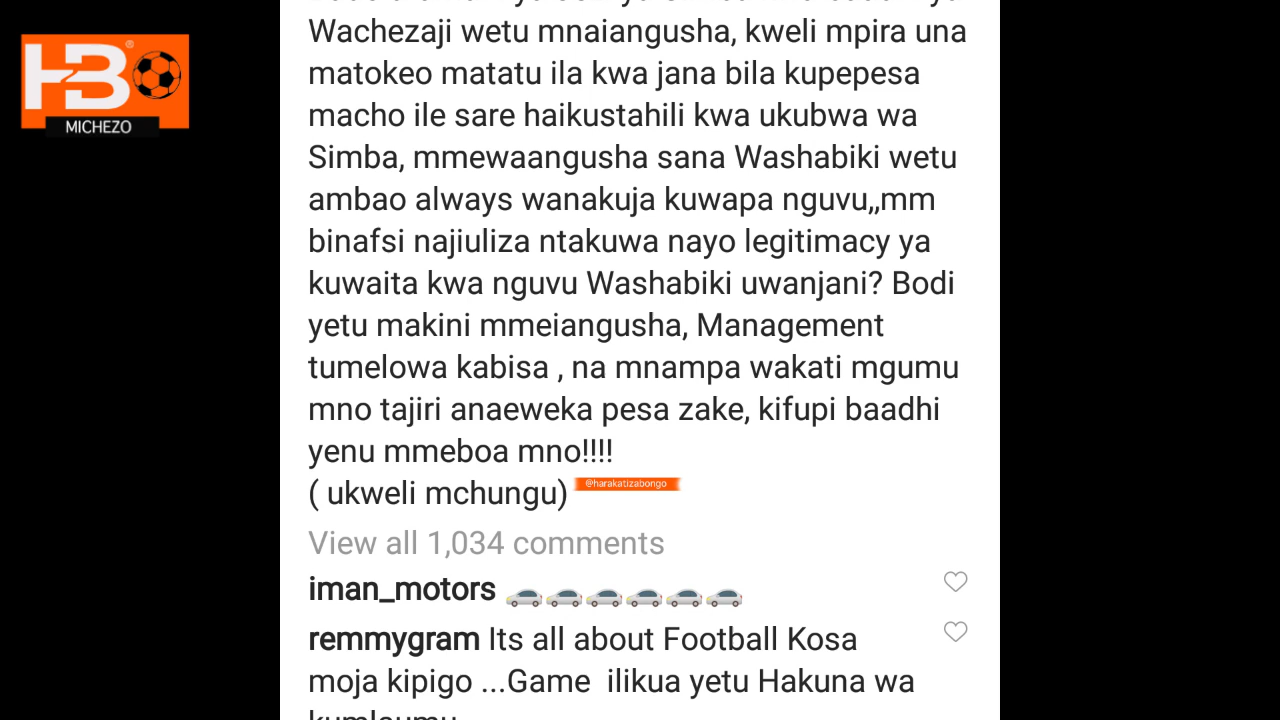 HB
®
MICHEZO
Wachezaji wetu mnaiangusha, kweli mpira una
matokeo matatu ila kwa jana bila kupepesa
macho ile sare haikustahili kwa ukubwa wa
Simba, mmewaangusha sana Washabiki wetu
ambao always wanakuja kuwapa nguvu,,mm
binafsi najiuliza ntakuwa nayo legitimacy ya
kuwaita kwa nguvu Washabiki uwanjani? Bodi
yetu makini mmeiangusha, Management
tumelowa kabisa , na mnampa wakati mgumu
mno tajiri anaeweka pesa zake, kifupi baadhi
yenu mmeboa mno!!!!
( ukweli mchungu) @harakatizabongo
View all 1,034 comments
iman_motors 🚗🚗🚗🚗🚗🚗
remmygram Its all about Football Kosa
moja kipigo ...Game ilikua yetu Hakuna wa